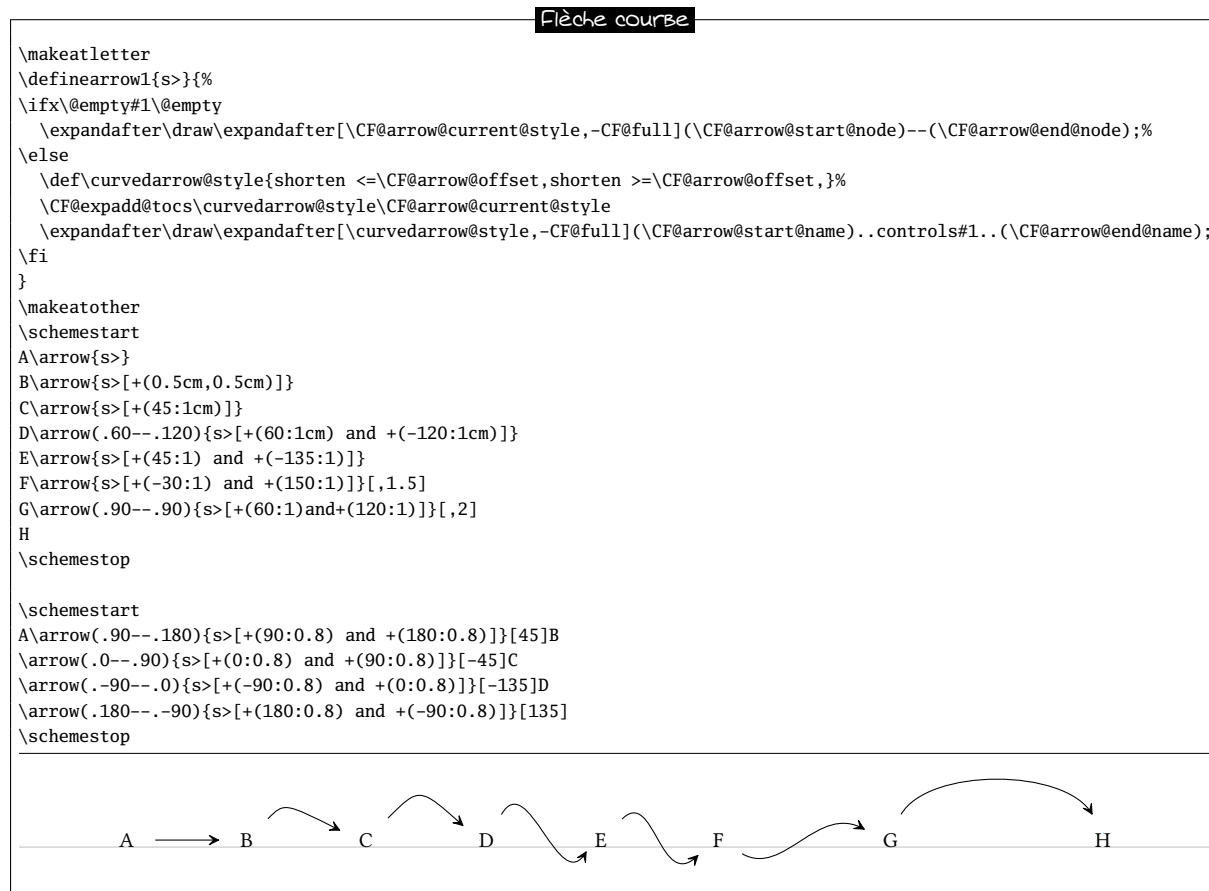 Flèche courbe
\makeatletter
\definearrow1{s>}{%
\ifx\@empty#1\@empty
  \expandafter\draw\expandafter[\CF@arrow@current@style,-CF@full](\CF@arrow@start@node)--(\CF@arrow@end@node);%
\else
  \def\curvedarrow@style{shorten <=\CF@arrow@offset,shorten >=\CF@arrow@offset,}%
  \CF@expadd@tocs\curvedarrow@style\CF@arrow@current@style
  \expandafter\draw\expandafter[\curvedarrow@style,-CF@full](\CF@arrow@start@name)..controls#1..(\CF@arrow@end@name);
\fi
}
\makeatother
\schemestart
A\arrow{s>}
B\arrow{s>[+(0.5cm,0.5cm)]}
C\arrow{s>[+(45:1cm)]}
D\arrow(.60--.120){s>[+(60:1cm) and +(-120:1cm)]}
E\arrow{s>[+(45:1) and +(-135:1)]}
F\arrow{s>[+(-30:1) and +(150:1)]}[,1.5]
G\arrow(.90--.90){s>[+(60:1)and+(120:1)]}[,2]
H
\schemestop
\schemestart
A\arrow(.90--.180){s>[+(90:0.8) and +(180:0.8)]}[45]B
\arrow(.0--.90){s>[+(0:0.8) and +(90:0.8)]}[-45]C
\arrow(.-90--.0){s>[+(-90:0.8) and +(0:0.8)]}[-135]D
\arrow(.180--.-90){s>[+(180:0.8) and +(-90:0.8)]}[135]
\schemestop
A B C D E F G H